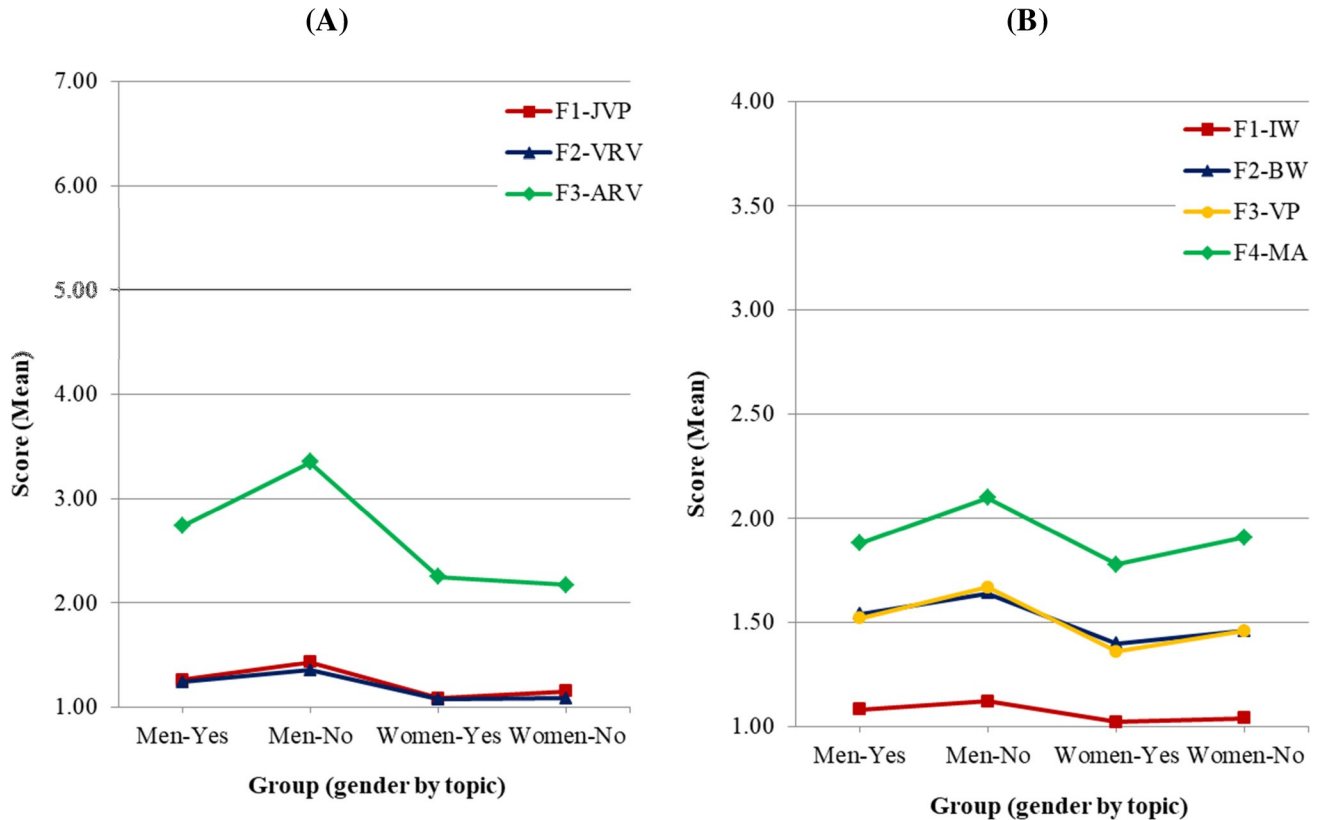 (A)
7.00
6.00
5.00
4.00
3.00
2.00
1.00
Score (Mean)
F1-JVP
F2-VRV
F3-ARV
Men-Yes Men-No Women-Yes Women-No
Group (gender by topic)
(B)
4.00
3.50
3.00
2.50
2.00
1.50
1.00
Score (Mean)
F1-IW
F2-BW
F3-VP
F4-MA
Men-Yes Men-No Women-Yes Women-No
Group (gender by topic)